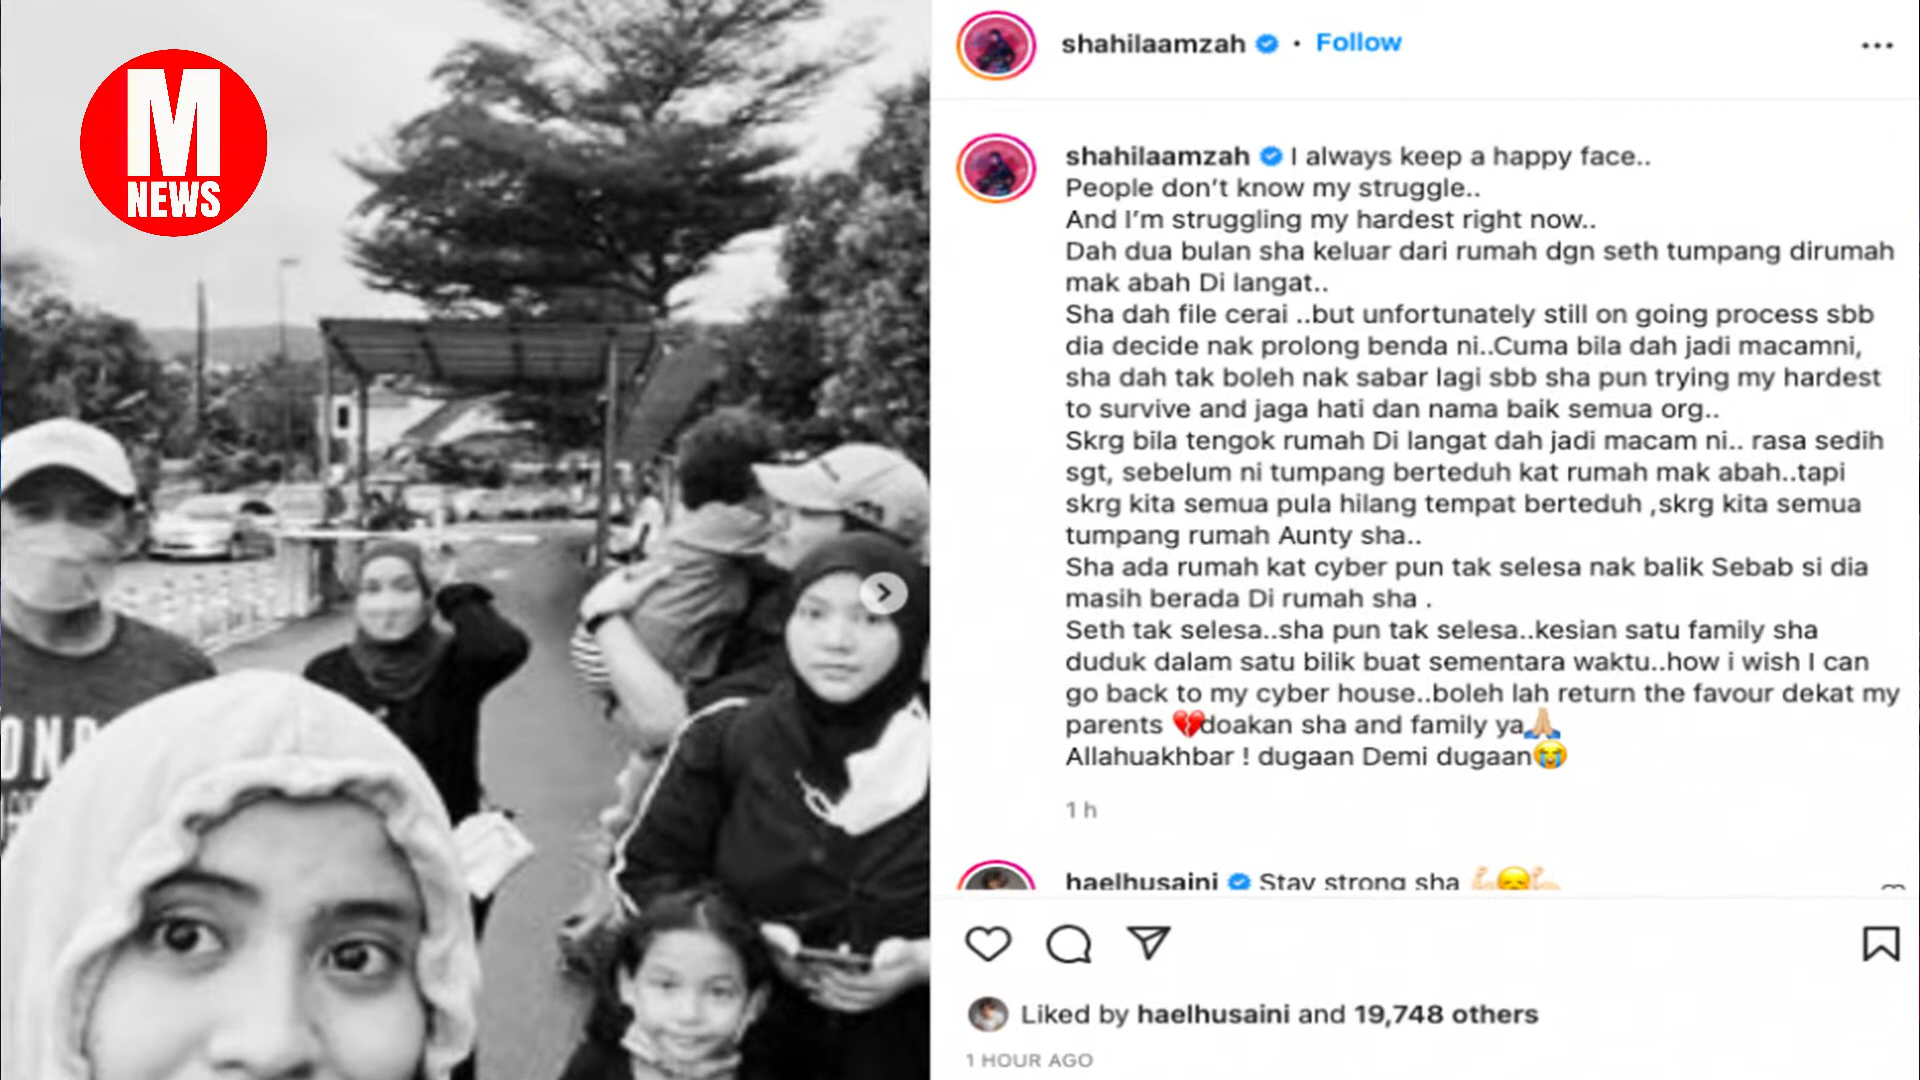 M
NEWS
shahilaamzah • Follow
shahilaamzah I always keep a happy face..
People don't know my struggle..
And I'm struggling my hardest right now..
Dah dua bulan sha keluar dari rumah dgn seth tumpang dirumah
mak abah Di langat..
Sha dah file cerai ..but unfortunately still on going process sbb
dia decide nak prolong benda ni..Cuma bila dah jadi macamni,
sha dah tak boleh nak sabar lagi sbb sha pun trying my hardest
to survive and jaga hati dan nama baik semua org..
Skrg bila tengok rumah Di langat dah jadi macam ni.. rasa sedih
sgt, sebelum ni tumpang berteduh kat rumah mak abah..tapi
skrg kita semua pula hilang tempat berteduh ,skrg kita semua
tumpang rumah Aunty sha..
Sha ada rumah kat cyber pun tak selesa nak balik Sebab si dia
masih berada Di rumah sha .
Seth tak selesa..sha pun tak selesa..kesian satu family sha
duduk dalam satu bilik buat sementara waktu..how i wish I can
go back to my cyber house..boleh lah return the favour dekat my
parents 💔doakan sha and family ya🙏🏼
Allahuakhbar ! dugaan Demi dugaan😭
1 h
haelhusaini Stay strong sha
Liked by haelhusaini and 19,748 others
1 HOUR AGO